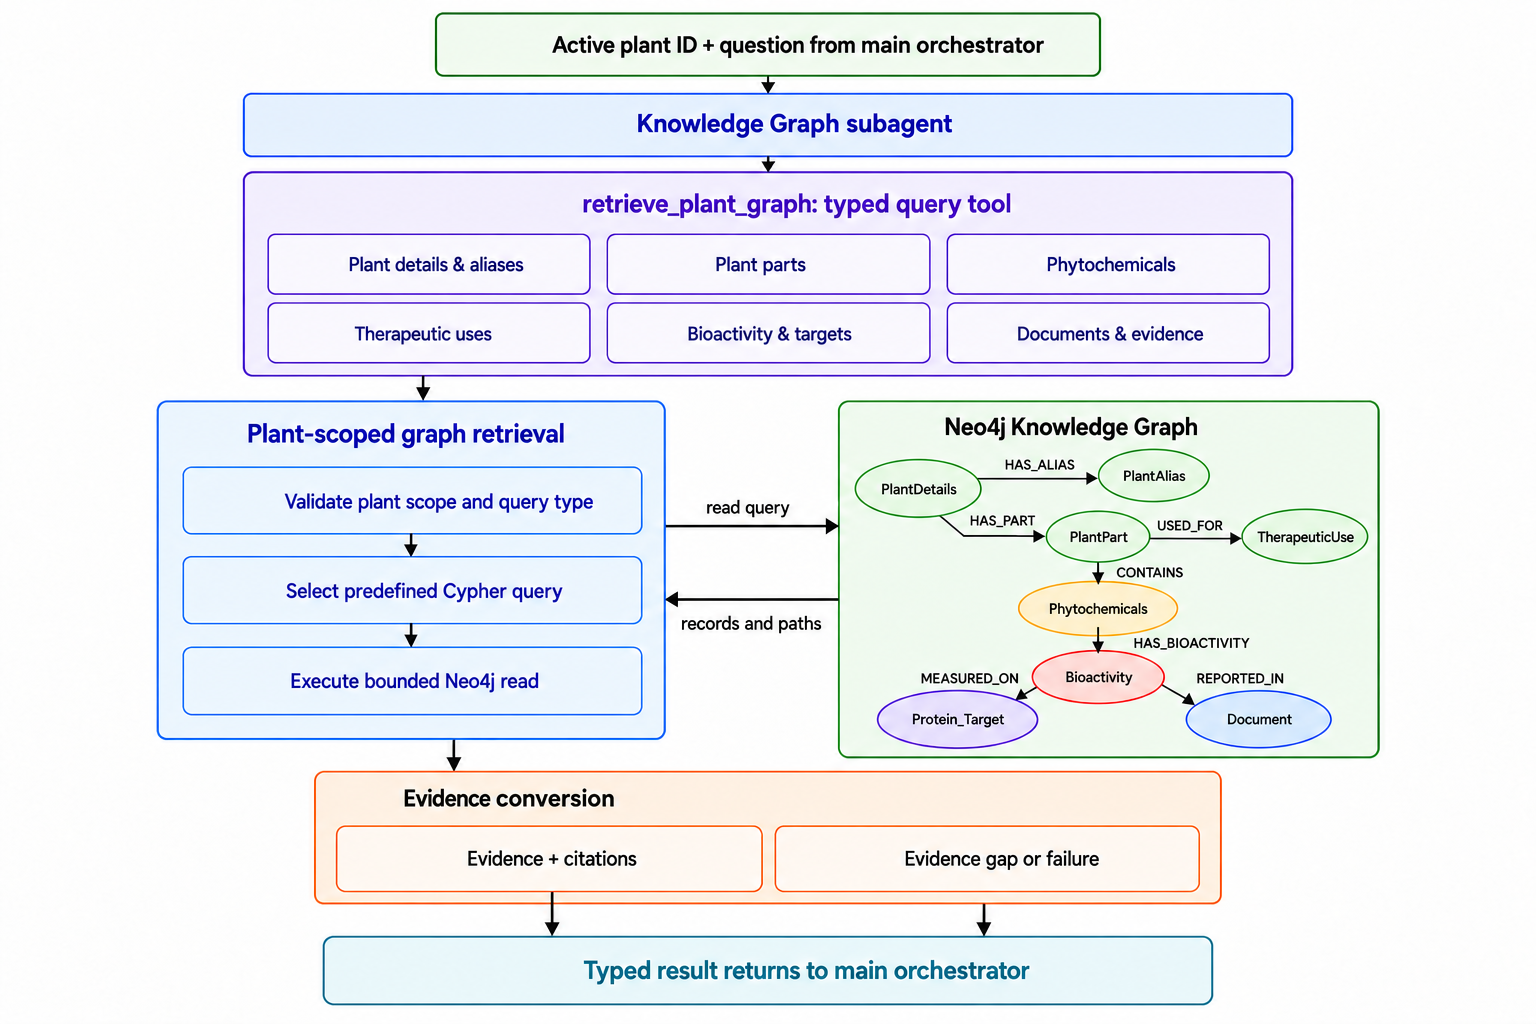 Active plant ID + question from main orchestrator
Knowledge Graph subagent
retrieve_plant_graph: typed query tool
Plant details & aliases
Plant parts
Phytochemicals
Therapeutic uses
Bioactivity & targets
Documents & evidence
Plant-scoped graph retrieval
Validate plant scope and query type
Select predefined Cypher query
Execute bounded Neo4j read
read query
records and paths
Neo4j Knowledge Graph
PlantDetails
HAS_ALIAS
PlantAlias
HAS_PART
PlantPart
USED_FOR
TherapeuticUse
CONTAINS
Phytochemicals
HAS_BIOACTIVITY
Bioactivity
MEASURED_ON
REPORTED_IN
Protein_Target
Document
Evidence conversion
Evidence + citations
Evidence gap or failure
Typed result returns to main orchestrator